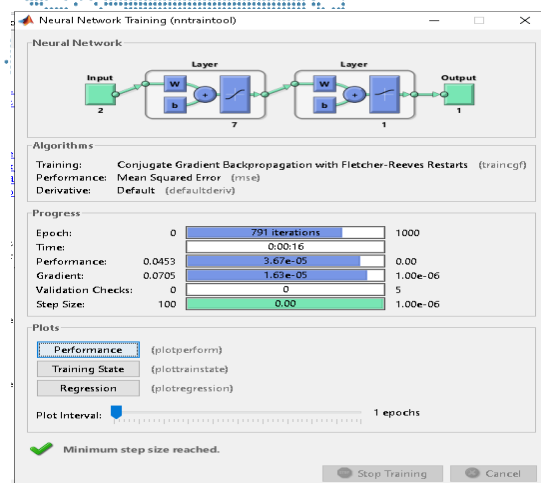 Neural Network Training (nntraintool)
Neural Network
Layer Layer
Input Output
W W
+ +
b b
2 7 1 1
Algorithms
Training: Conjugate Gradient Backpropagation with Fletcher-Reeves Restarts (traincgf)
Performance: Mean Squared Error (mse)
Derivative: Default (defaultderiv)
Progress
Epoch: 0 791 iterations 1000
Time: 0:00:16
Performance: 0.0453 3.67e-05 0.00
Gradient: 0.0705 1.63e-05 1.00e-06
Validation Checks: 0 0 5
Step Size: 100 0.00 1.00e-06
Plots
Performance (plotperform)
Training State (plottrainstate)
Regression (plotregression)
Plot Interval: 1 epochs
Minimum step size reached.
Stop Training Cancel